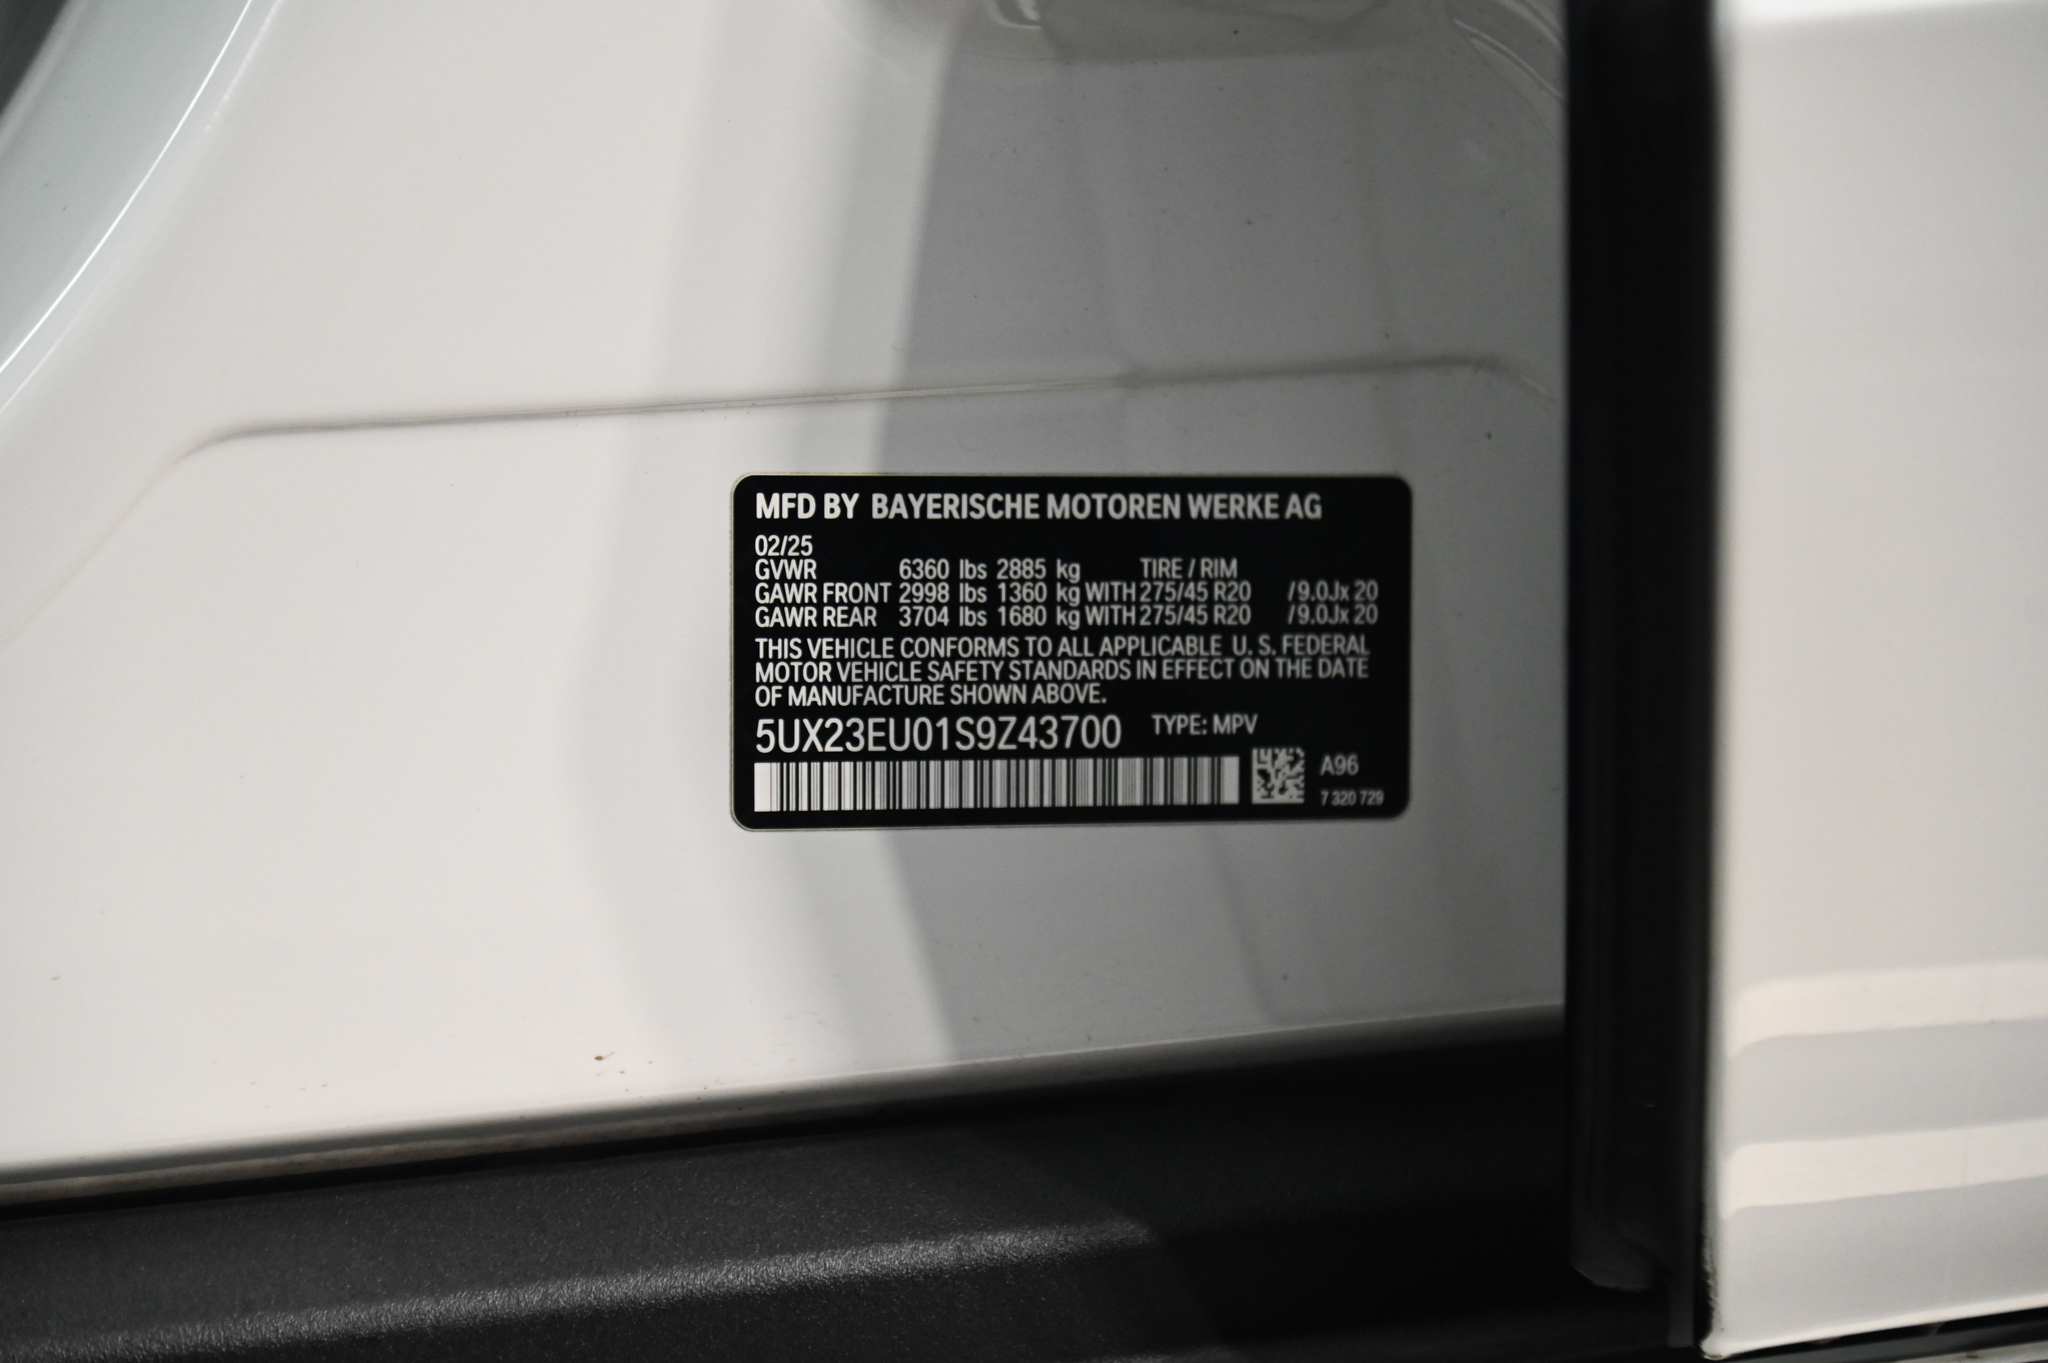 MFD BY BAYERISCHE MOTOREN WERKE AG
02/25
GVWR 6360 lbs 2885 kg TIRE / RIM
GAWR FRONT 2998 lbs 1360 kg WITH 275/45 R20 /9.0Jx 20
GAWR REAR 3704 lbs 1680 kg WITH 275/45 R20 /9.0Jx 20
THIS VEHICLE CONFORMS TO ALL APPLICABLE U. S. FEDERAL
MOTOR VEHICLE SAFETY STANDARDS IN EFFECT ON THE DATE
OF MANUFACTURE SHOWN ABOVE.
5UX23EU01S9Z43700 TYPE: MPV
A96
7 320 729